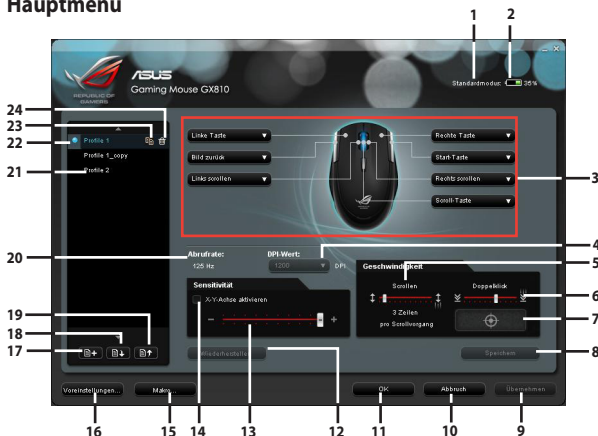 Hauptmenü
1
2
REPUBLIC OF
GAMERS
ASUS
Gaming Mouse GX810
Standardmodus:
36%
24
23
22
21
Profile 1
Profile 1_copy
Profile 2
Linke Taste
Bild zurück
Links scrollen
Rechte Taste
Start-Taste
Rechts scrollen
Scroll-Taste
3
20
Abrufrate:
125 Hz
DPI-Wert:
1200
DPI
4
Geschwindigkeit
5
Scrollen
Doppelklick
6
3 Zeilen
pro Scrollvorgang
7
Sensitivität
X-Y-Achse aktivieren
19
18
17
Wiederherstellen
Speichern
8
Voreinstellungen...
Makro...
OK
Abbruch
Übernehmen
16
15
14
13
12
11
10
9